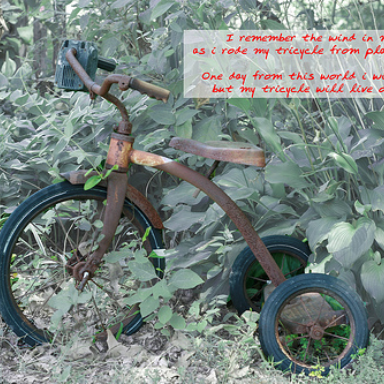 I remember the wind in
as i rode my tricycle from
One day from this world i
but my tricycle will live